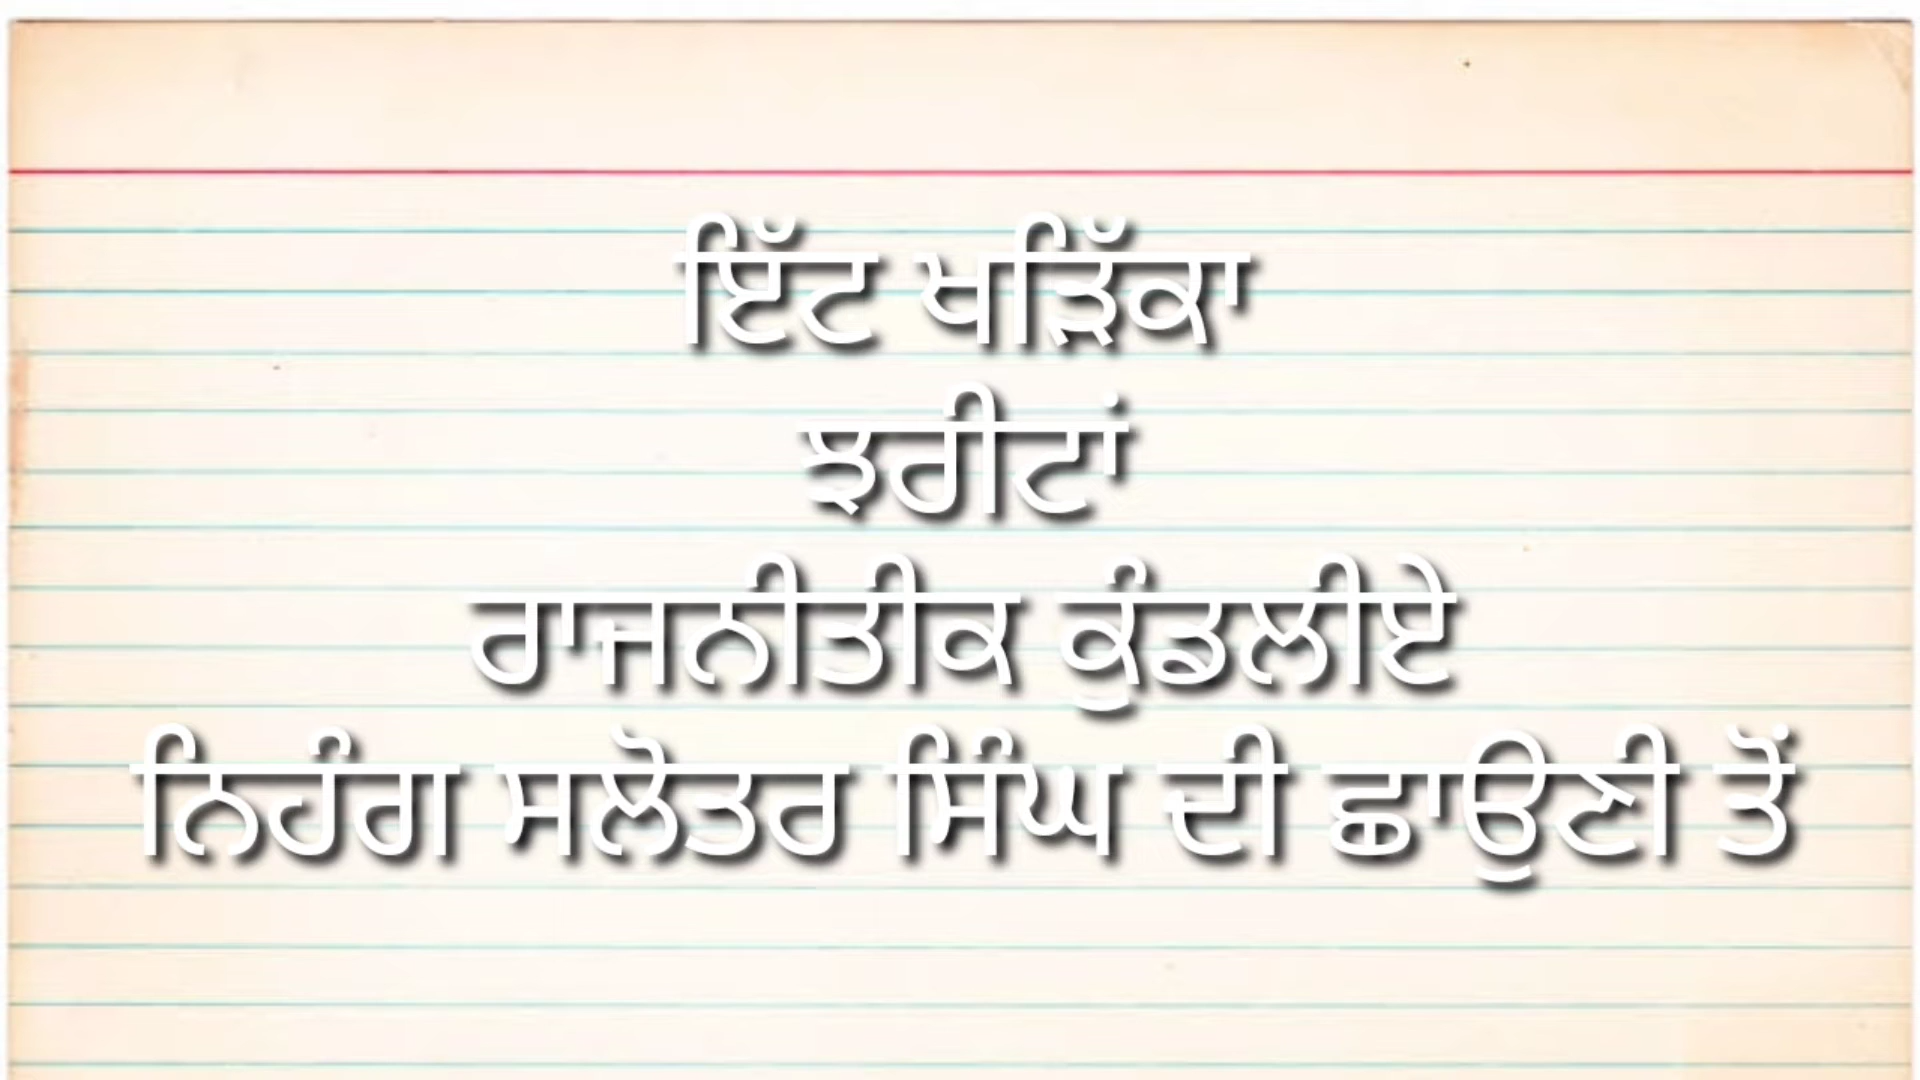 ਇੱਟ ਖੜਿੱਕਾ
ਝਰੀਟਾਂ
ਰਾਜਨੀਤੀਕ ਕੁੰਡਲੀਏ
ਨਿਹੰਗ ਸਲੋਤਰ ਸਿੰਘ ਦੀ ਛਾਉਣੀ ਤੋਂ